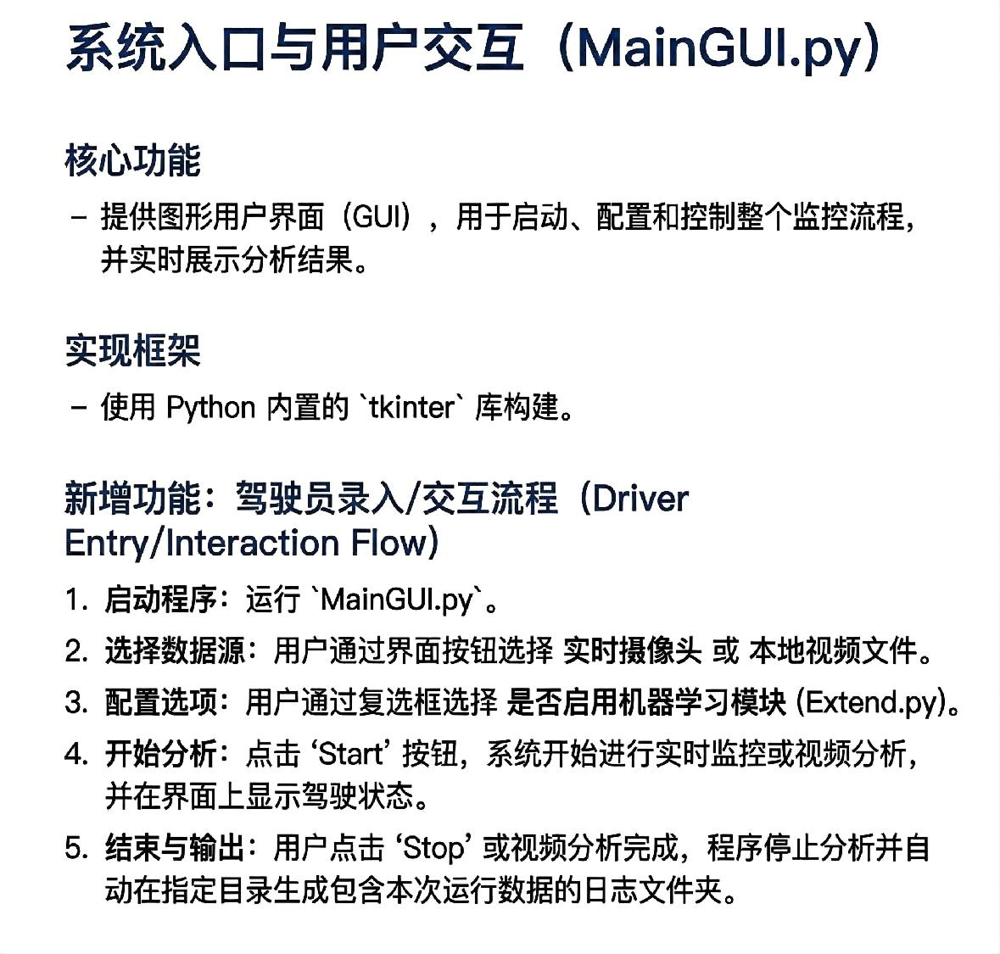 系统入口与用户交互（MainGUI.py）
核心功能
– 提供图形用户界面（GUI），用于启动、配置和控制整个监控流程，
并实时展示分析结果。
实现框架
– 使用 Python 内置的 `tkinter` 库构建。
新增功能：驾驶员录入/交互流程（Driver
Entry/Interaction Flow）
1. 启动程序：运行 `MainGUI.py`。
2. 选择数据源：用户通过界面按钮选择 实时摄像头 或 本地视频文件。
3. 配置选项：用户通过复选框选择 是否启用机器学习模块 (Extend.py)。
4. 开始分析：点击 ‘Start’ 按钮，系统开始进行实时监控或视频分析，
并在界面上显示驾驶状态。
5. 结束与输出：用户点击 ‘Stop’ 或视频分析完成，程序停止分析并自
动在指定目录生成包含本次运行数据的日志文件夹。